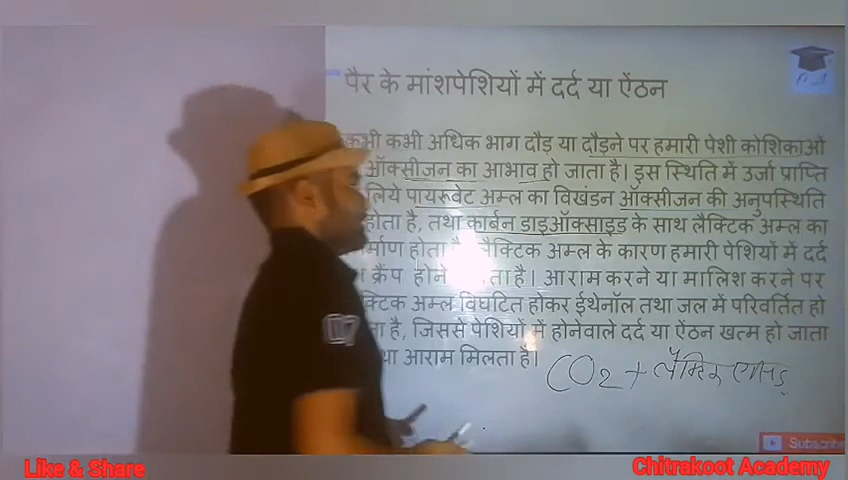 पैर के मांशपेशियों में दर्द या ऐंठन
कभी कभी अधिक भाग दौड़ या दौड़ने पर हमारी पेशी कोशिकाओं
ऑक्सीजन का आभाव हो जाता है। इस स्थिति में उर्जा प्राप्ति
लिये पायरूवेट अम्ल का विखंडन ऑक्सीजन की अनुपस्थिति
होता है, तथा कार्बन डाइऑक्साइड के साथ लैक्टिक अम्ल का
होता अम्ल के कारण हमारी पेशियों में दर्द
क्रैंप होने है। आराम करने या मालिश करने पर
अम्ल विघटित होकर ईथेनॉल तथा जल में परिवर्तित हो
है, जिससे पेशियों में होनेवाले दर्द या ऐंठन खत्म हो जाता
आराम मिलता है।
CO2 +
07
Subscribe
Like & Share
Chitrakoot Academy